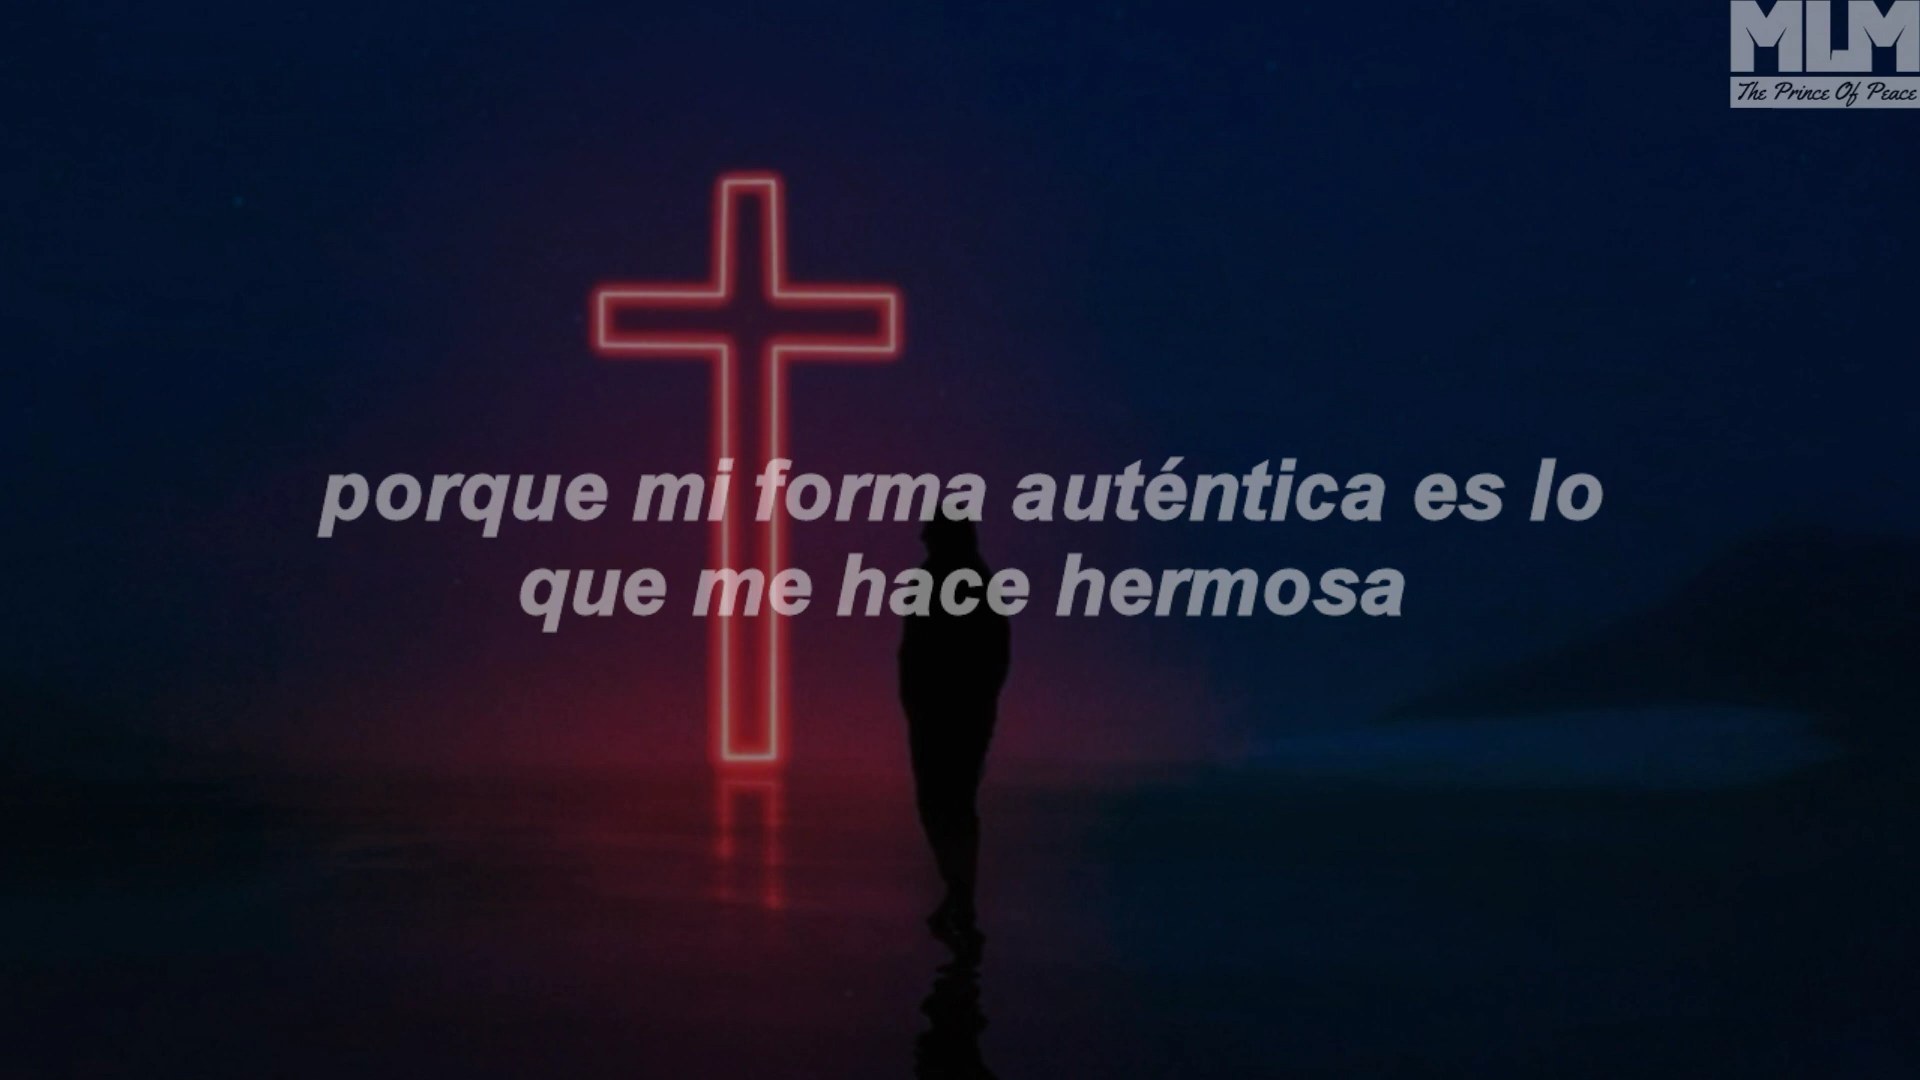 MLM
The Prince Of Peace
porque mi forma auténtica es lo
que me hace hermosa